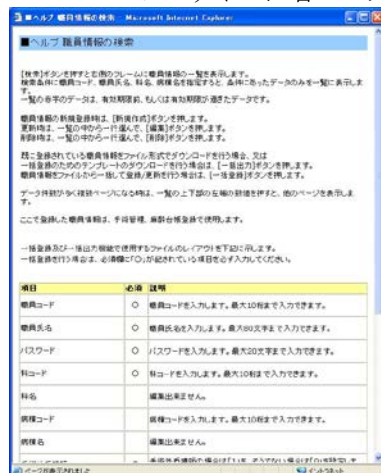 ■ヘルプ 職員情報の検索 - Microsoft Internet Explorer
■ヘルプ 職員情報の検索
[検索]ボタンを押すと右側のフレームに職員情報の一覧を表示します。
検索条件に職員コード、職員氏名、科名、病棟名を指定すると、条件にあったデータのみを一覧に表示しま
す。
一覧の赤字のデータは、有効期限前、もしくは有効期限が過ぎたデータです。
職員情報の新規登録時は、[新規作成]ボタンを押します。
更新時は、一覧の中から一行選んで、[編集]ボタンを押します。
削除時は、一覧の中から一行選んで、[削除]ボタンを押します。
既に登録されている職員情報をファイル形式でダウンロードを行う場合、又は
一括登録のためのテンプレートのダウンロードを行う場合は、[一括出力]ボタンを押します。
職員情報をファイルから一括して登録/更新を行う場合は、[一括登録]ボタンを押します。
データ件数が多く複数ページになる時は、一覧の上下部の左端の数値を押すと、他のページを表示しま
す。
ここで登録した職員情報は、手術管理、麻酔台帳登録で使用します。
一括登録及び一括出力機能で使用するファイルのレイアウトを下記に示します。
一括登録を行う場合は、必須欄に「○」が記されている項目を必ず入力してください。
項目 必須 説明
職員コード ○ 職員コードを入力します。最大10桁まで入力できます。
職員氏名 ○ 職員氏名を入力します。最大80文字まで入力できます。
パスワード ○ パスワードを入力します。最大20文字まで入力できます。
科コード ○ 科コードを入力します。最大10桁まで入力できます。
科名 編集出来ません。
病棟コード 病棟コードを入力します。最大10桁まで入力できます。
病棟名 編集出来ません。
ページが表示されました イントラネット